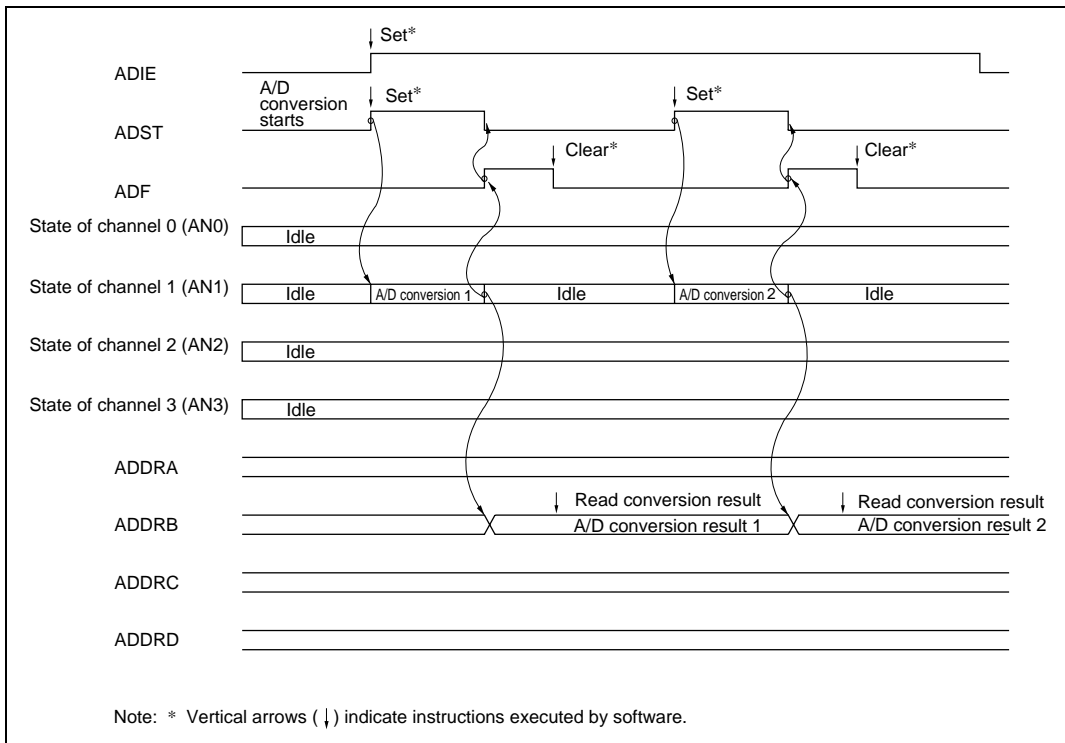 Set*
ADIE
A/D
conversion
starts
Set*
Set*
ADST
Clear*
Clear*
ADF
State of channel 0 (AN0)
Idle
State of channel 1 (AN1)
Idle
A/D conversion 1
Idle
A/D conversion 2
Idle
State of channel 2 (AN2)
Idle
State of channel 3 (AN3)
Idle
ADDRA
Read conversion result
Read conversion result
ADDRB
A/D conversion result 1
A/D conversion result 2
ADDRC
ADDRD
Note: * Vertical arrows (↓) indicate instructions executed by software.